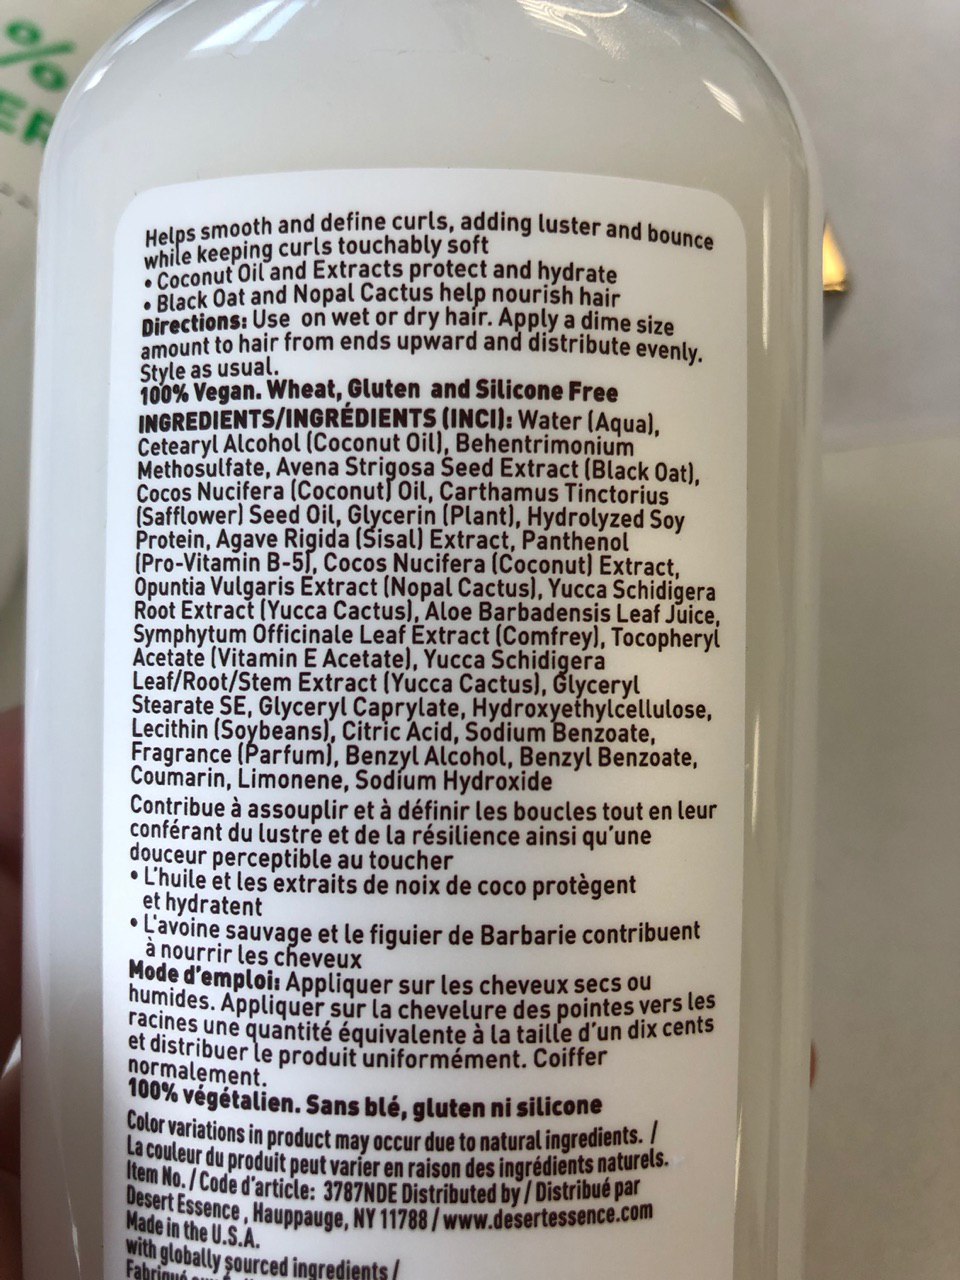 %
ER
Helps smooth and define curls, adding luster and bounce
while keeping curls touchably soft
• Coconut Oil and Extracts protect and hydrate
• Black Oat and Nopal Cactus help nourish hair
Directions: Use on wet or dry hair. Apply a dime size
amount to hair from ends upward and distribute evenly.
Style as usual.
100% Vegan. Wheat, Gluten and Silicone Free
INGREDIENTS/INGRÉDIENTS (INCI): Water (Aqua),
Cetearyl Alcohol (Coconut Oil), Behentrimonium
Methosulfate, Avena Strigosa Seed Extract (Black Oat),
Cocos Nucifera (Coconut) Oil, Carthamus Tinctorius
(Safflower) Seed Oil, Glycerin (Plant), Hydrolyzed Soy
Protein, Agave Rigida (Sisal) Extract, Panthenol
(Pro-Vitamin B-5), Cocos Nucifera (Coconut) Extract,
Opuntia Vulgaris Extract (Nopal Cactus), Yucca Schidigera
Root Extract (Yucca Cactus), Aloe Barbadensis Leaf Juice,
Symphytum Officinale Leaf Extract (Comfrey), Tocopheryl
Acetate (Vitamin E Acetate), Yucca Schidigera
Leaf/Root/Stem Extract (Yucca Cactus), Glyceryl
Stearate SE, Glyceryl Caprylate, Hydroxyethylcellulose,
Lecithin (Soybeans), Citric Acid, Sodium Benzoate,
Fragrance (Parfum), Benzyl Alcohol, Benzyl Benzoate,
Coumarin, Limonene, Sodium Hydroxide
Contribue à assouplir et à définir les boucles tout en leur
conférant du lustre et de la résilience ainsi qu'une
douceur perceptible au toucher
• L'huile et les extraits de noix de coco protègent
et hydratent
• L'avoine sauvage et le figuier de Barbarie contribuent
à nourrir les cheveux
Mode d'emploi: Appliquer sur les cheveux secs ou
humides. Appliquer sur la chevelure des pointes vers les
racines une quantité équivalente à la taille d'un dix cents
et distribuer le produit uniformément. Coiffer
normalement.
100% végétalien. Sans blé, gluten ni silicone
Color variations in product may occur due to natural ingredients. /
La couleur du produit peut varier en raison des ingrédients naturels.
Item No. / Code d'article: 3787NDE Distributed by / Distribué par
Desert Essence, Hauppauge, NY 11788 / www.desertessence.com
Made in the U.S.A.
with globally sourced ingredients /
Fabriqué